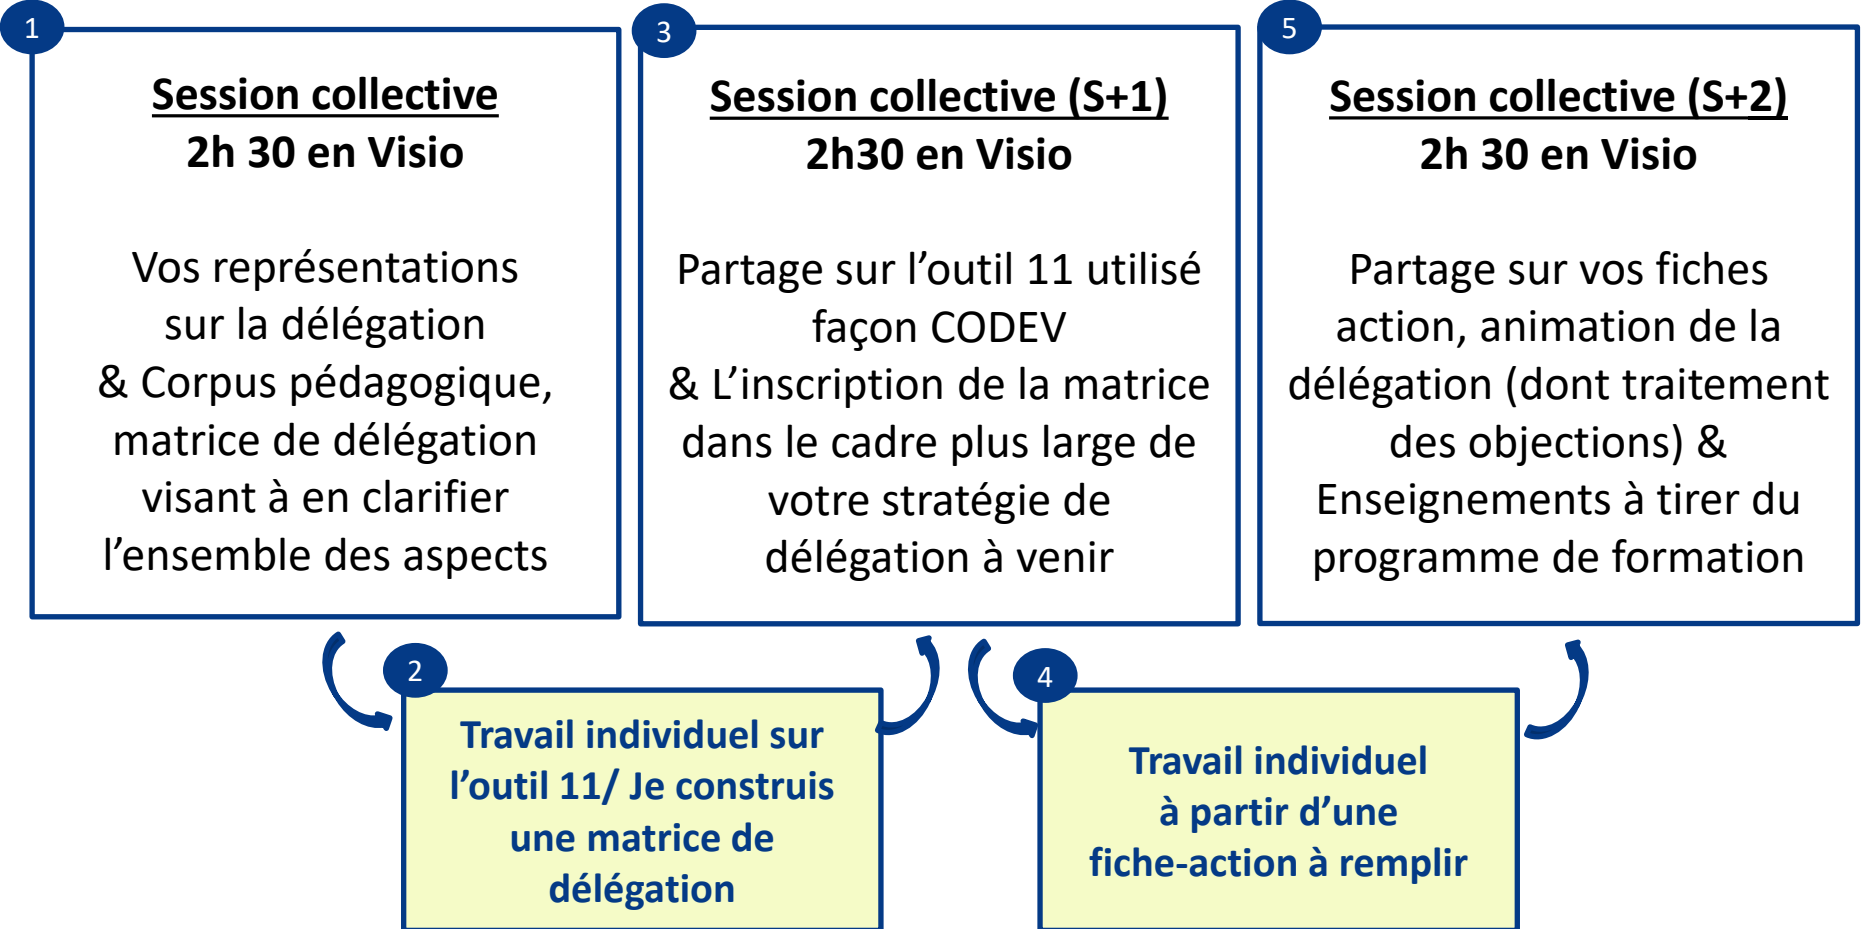 1
Session collective
2h 30 en Visio
Vos représentations
sur la délégation
& Corpus pédagogique,
matrice de délégation
visant à en clarifier
l’ensemble des aspects
2
Travail individuel sur
l’outil 11/ Je construis
une matrice de
délégation
3
Session collective (S+1)
2h30 en Visio
Partage sur l’outil 11 utilisé
façon CODEV
& L’inscription de la matrice
dans le cadre plus large de
votre stratégie de
délégation à venir
4
Travail individuel
à partir d’une
fiche-action à remplir
5
Session collective (S+2)
2h 30 en Visio
Partage sur vos fiches
action, animation de la
délégation (dont traitement
des objections) &
Enseignements à tirer du
programme de formation